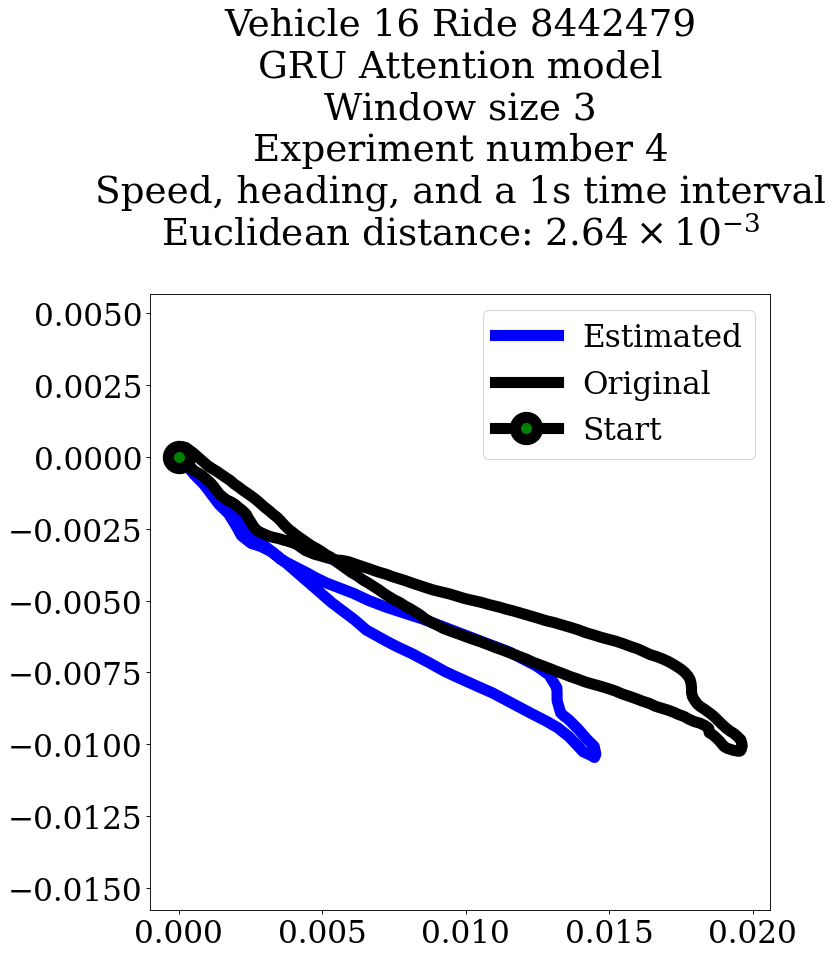 Vehicle 16 Ride 8442479
GRU Attention model
Window size 3
Experiment number 4
Speed, heading, and a 1s time interval
Euclidean distance: 2.64 × 10⁻³
Estimated
Original
Start
0.0050
0.0025
0.0000
−0.0025
−0.0050
−0.0075
−0.0100
−0.0125
−0.0150
0.000 0.005 0.010 0.015 0.020